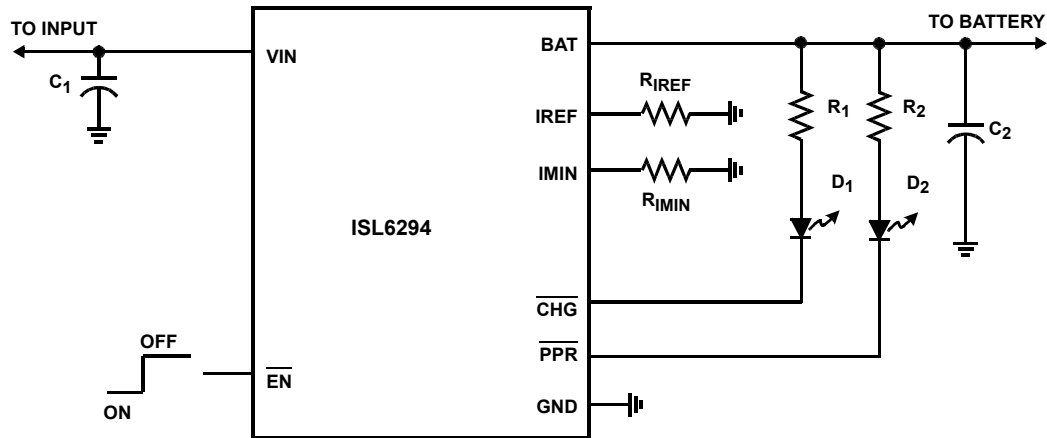 TO INPUT
TO BATTERY
VIN
BAT
C1
RIREF
IREF
R1
R2
C2
IMIN
RIMIN
D1
D2
ISL6294
CHG
OFF
PPR
EN
ON
GND